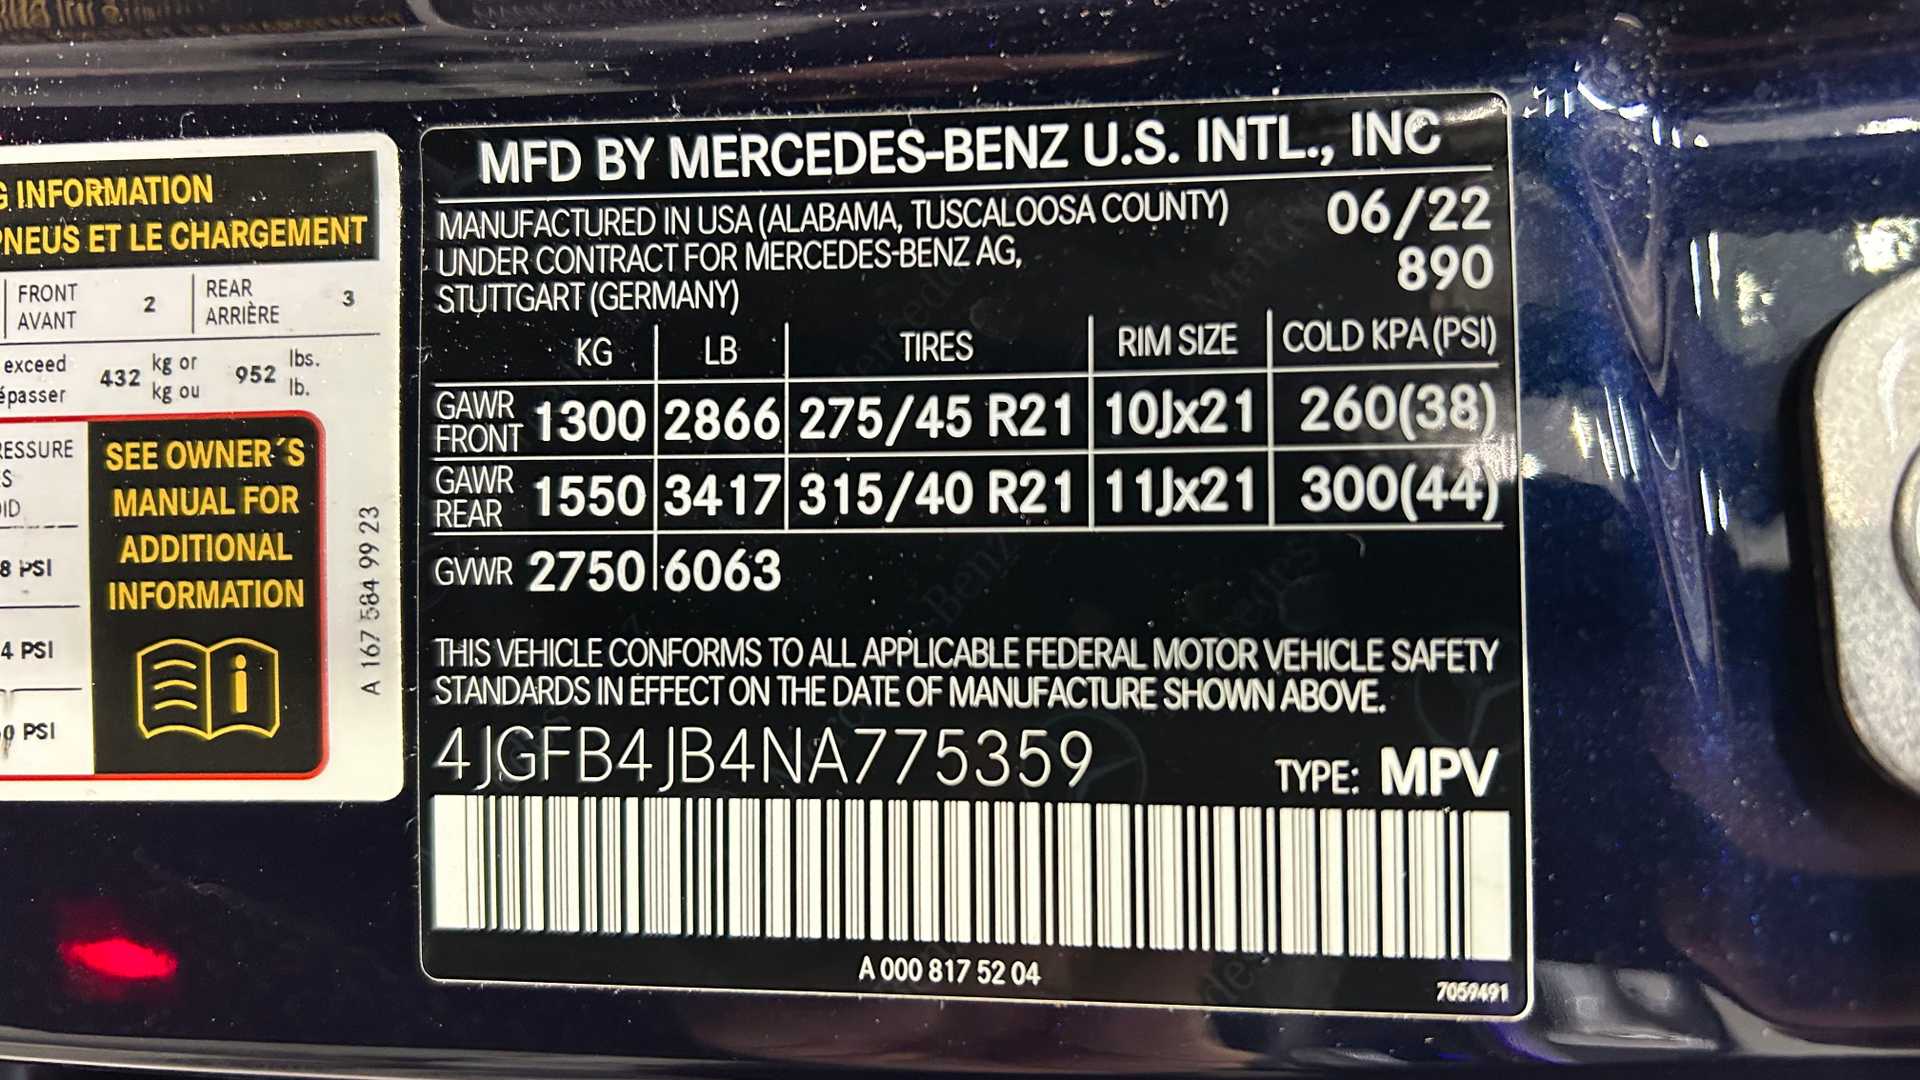 G INFORMATION
PNEUS ET LE CHARGEMENT
FRONT
AVANT
2
REAR
ARRIÈRE
3
exceed
épasser
432
kg or
kg ou
952
lbs.
lb.
RESSURE
S
OID
8 PSI
4 PSI
0 PSI
SEE OWNER´S
MANUAL FOR
ADDITIONAL
INFORMATION
A 167 584 99 23
MFD BY MERCEDES-BENZ U.S. INTL., INC
MANUFACTURED IN USA (ALABAMA, TUSCALOOSA COUNTY) 06/22
UNDER CONTRACT FOR MERCEDES-BENZ AG, 890
STUTTGART (GERMANY)
KG LB TIRES RIM SIZE COLD KPA (PSI)
GAWR FRONT 1300 2866 275/45 R21 10Jx21 260(38)
GAWR REAR 1550 3417 315/40 R21 11Jx21 300(44)
GVWR 2750 6063
THIS VEHICLE CONFORMS TO ALL APPLICABLE FEDERAL MOTOR VEHICLE SAFETY
STANDARDS IN EFFECT ON THE DATE OF MANUFACTURE SHOWN ABOVE.
4JGFB4JB4NA775359 TYPE: MPV
A 000 817 52 04
7059491